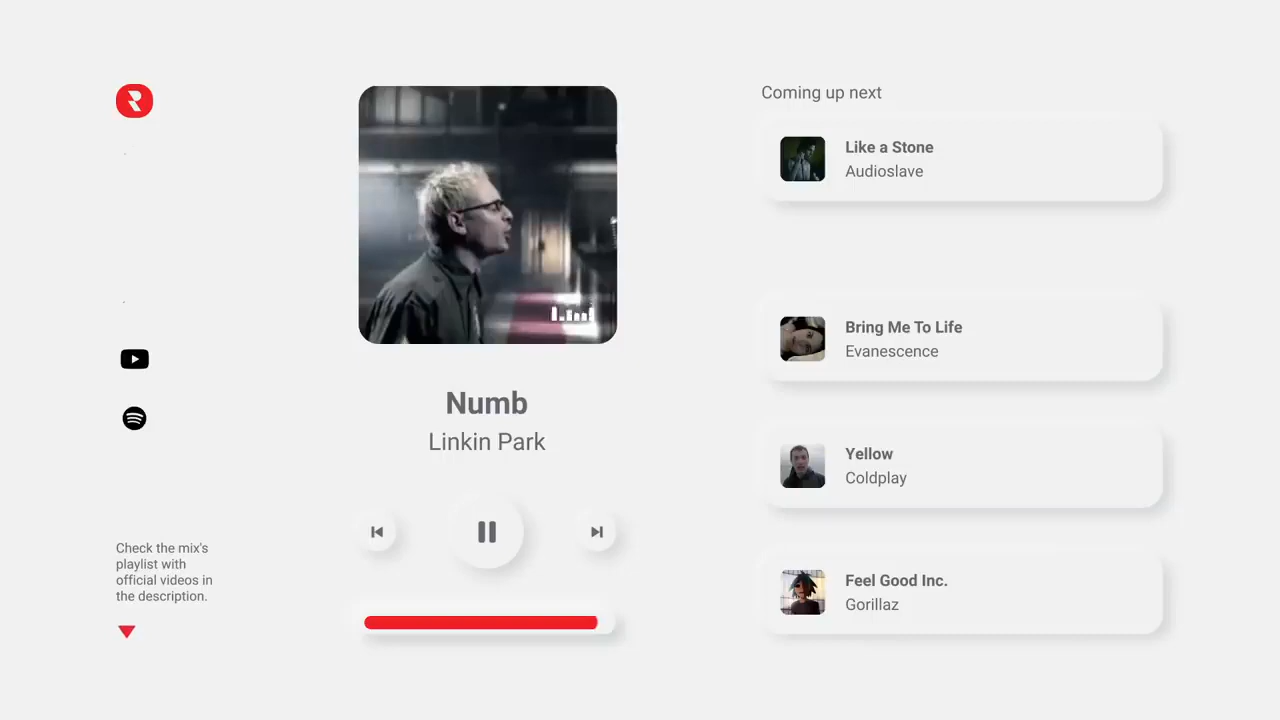 Check the mix's
playlist with
official videos in
the description.
Numb
Linkin Park
Coming up next
Like a Stone
Audioslave
Bring Me To Life
Evanescence
Yellow
Coldplay
Feel Good Inc.
Gorillaz